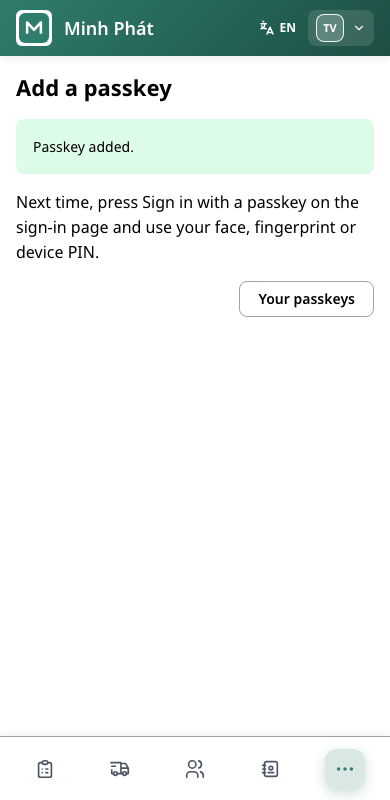 Minh Phát
EN
TV
Add a passkey
Passkey added.
Next time, press Sign in with a passkey on the
sign-in page and use your face, fingerprint or
device PIN.
Your passkeys